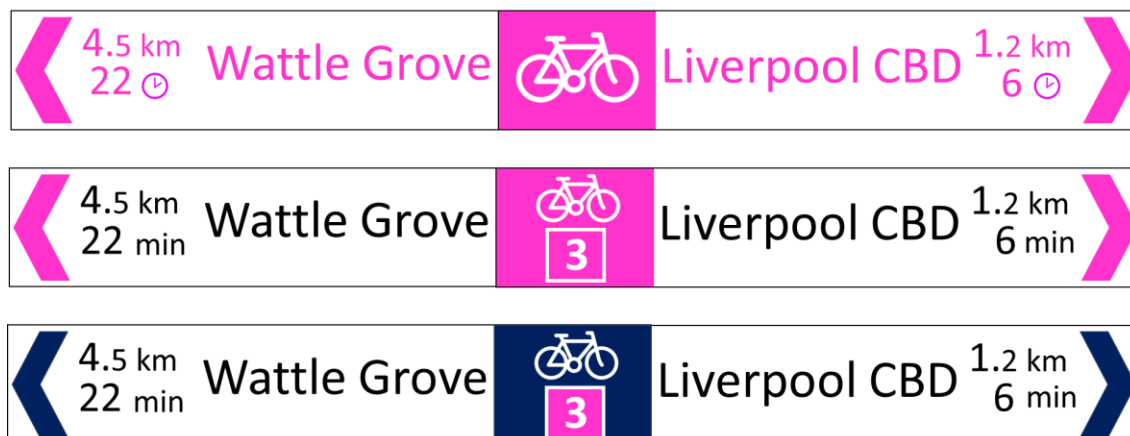 4.5 km
22
Wattle Grove
Liverpool CBD
1.2 km
6
4.5 km
22 min
Wattle Grove
3
Liverpool CBD
1.2 km
6 min
4.5 km
22 min
Wattle Grove
3
Liverpool CBD
1.2 km
6 min